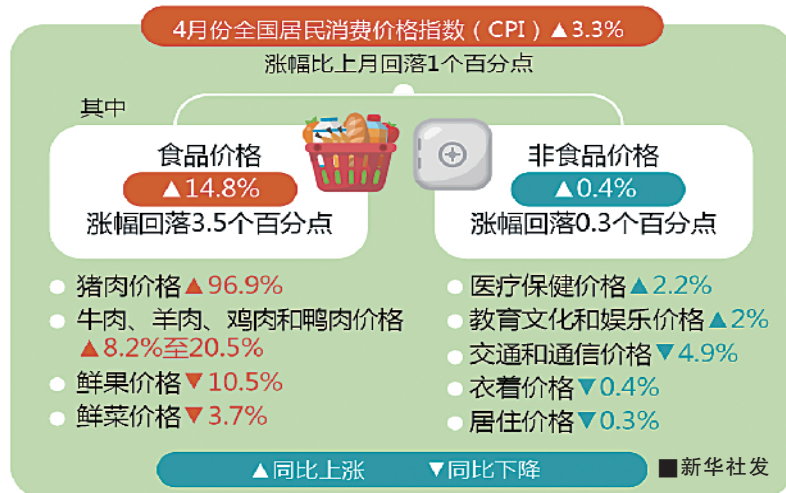 4月份全国居民消费价格指数（CPI）▲3.3%
涨幅比上月回落1个百分点
其中
食品价格
▲14.8%
涨幅回落3.5个百分点
非食品价格
▲0.4%
涨幅回落0.3个百分点
猪肉价格▲96.9%
牛肉、羊肉、鸡肉和鸭肉价格
▲8.2%至20.5%
鲜果价格▼10.5%
鲜菜价格▼3.7%
医疗保健价格▲2.2%
教育文化和娱乐价格▲2%
交通和通信价格▼4.9%
衣着价格▼0.4%
居住价格▼0.3%
▲同比上涨 ▼同比下降
■新华社发